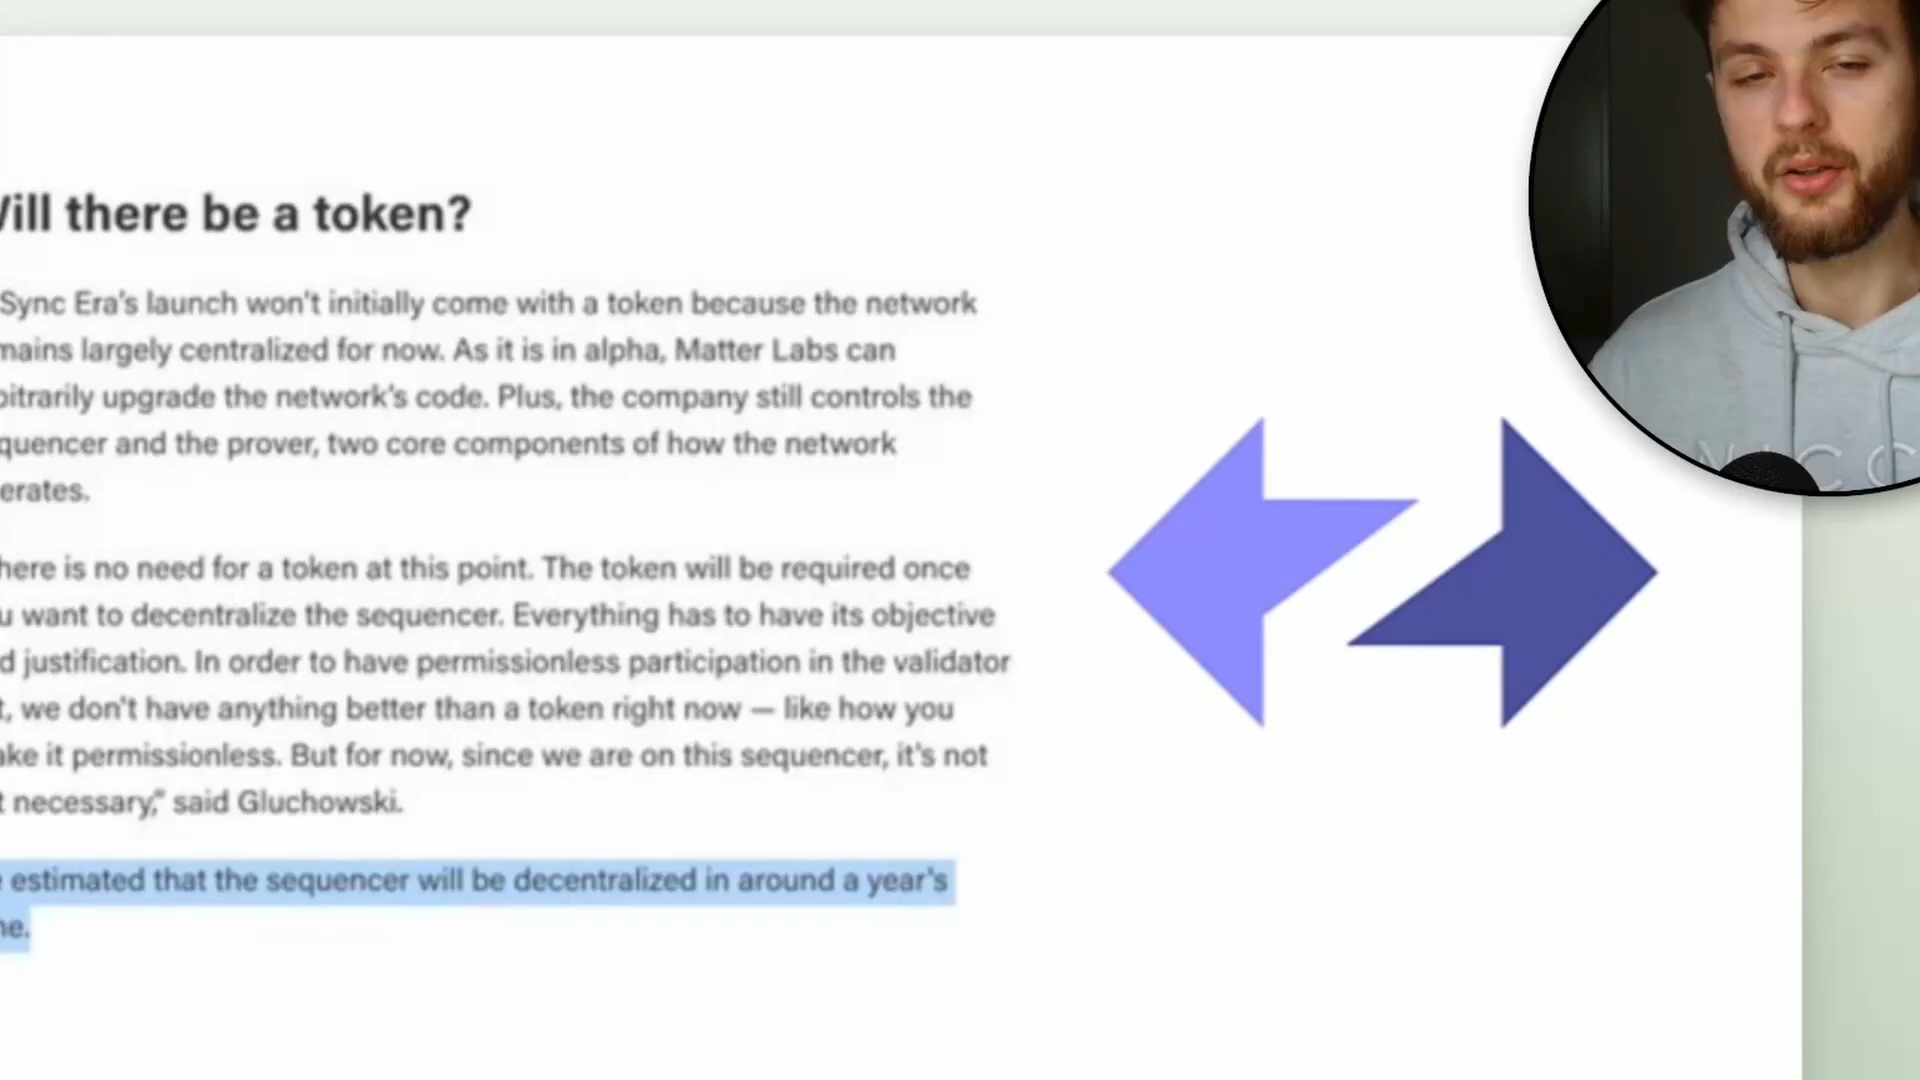 Will there be a token?
Sync Era's launch won't initially come with a token because the network
mains largely centralized for now. As it is in alpha, Matter Labs can
bitrarily upgrade the network's code. Plus, the company still controls the
quencer and the prover, two core components of how the network
erates.
here is no need for a token at this point. The token will be required once
u want to decentralize the sequencer. Everything has to have its objective
d justification. In order to have permissionless participation in the validator
t, we don't have anything better than a token right now — like how you
ake it permissionless. But for now, since we are on this sequencer, it's not
t necessary," said Gluchowski.
e estimated that the sequencer will be decentralized in around a year's
me.